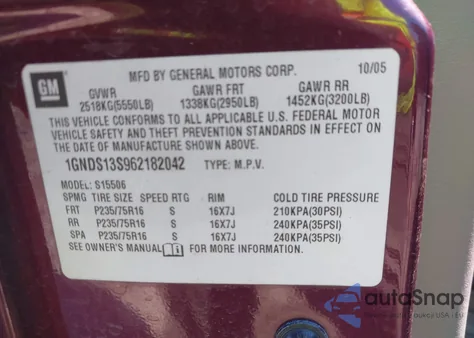 GM
MFD BY GENERAL MOTORS CORP. 10/05
GVWR GAWR FRT GAWR RR
2518KG(5550LB) 1338KG(2950LB) 1452KG(3200LB)
THIS VEHICLE CONFORMS TO ALL APPLICABLE U.S. FEDERAL MOTOR
VEHICLE SAFETY AND THEFT PREVENTION STANDARDS IN EFFECT ON
THE DATE OF MANUFACTURE SHOWN ABOVE.
1GNDS13S962182042 TYPE: M.P.V.
MODEL: S15506
SPMG TIRE SIZE SPEED RTG RIM COLD TIRE PRESSURE
FRT P235/75R16 S 16X7J 210KPA(30PSI)
RR P235/75R16 S 16X7J 240KPA(35PSI)
SPA P235/75R16 S 16X7J 240KPA(35PSI)
SEE OWNER'S MANUAL FOR MORE INFORMATION.
autoSnap